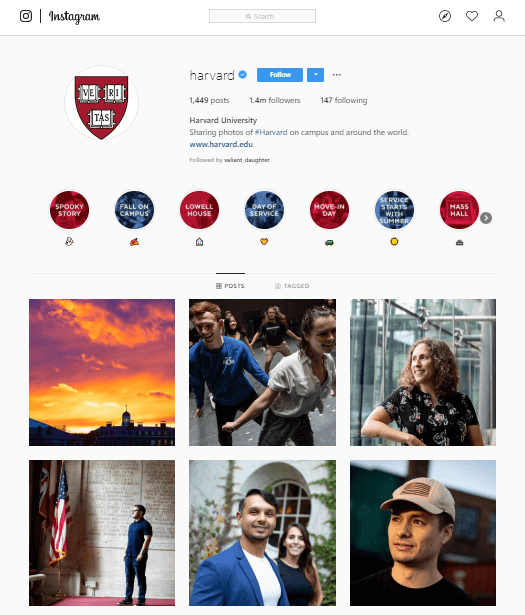 Instagram
Search
harvard
Follow
1,449 posts 1.4m followers 147 following
Harvard University
Sharing photos of #Harvard on campus and around the world.
www.harvard.edu
Followed by valiant_daughter
VE RI
TAS
SPOOKY
STORY
FALL ON
CAMPUS
LOWELL
HOUSE
DAY OF
SERVICE
MOVE-IN
DAY
SERVICE
STARTS
WITH
SUMMER
MASS
HALL
POSTS
TAGGED